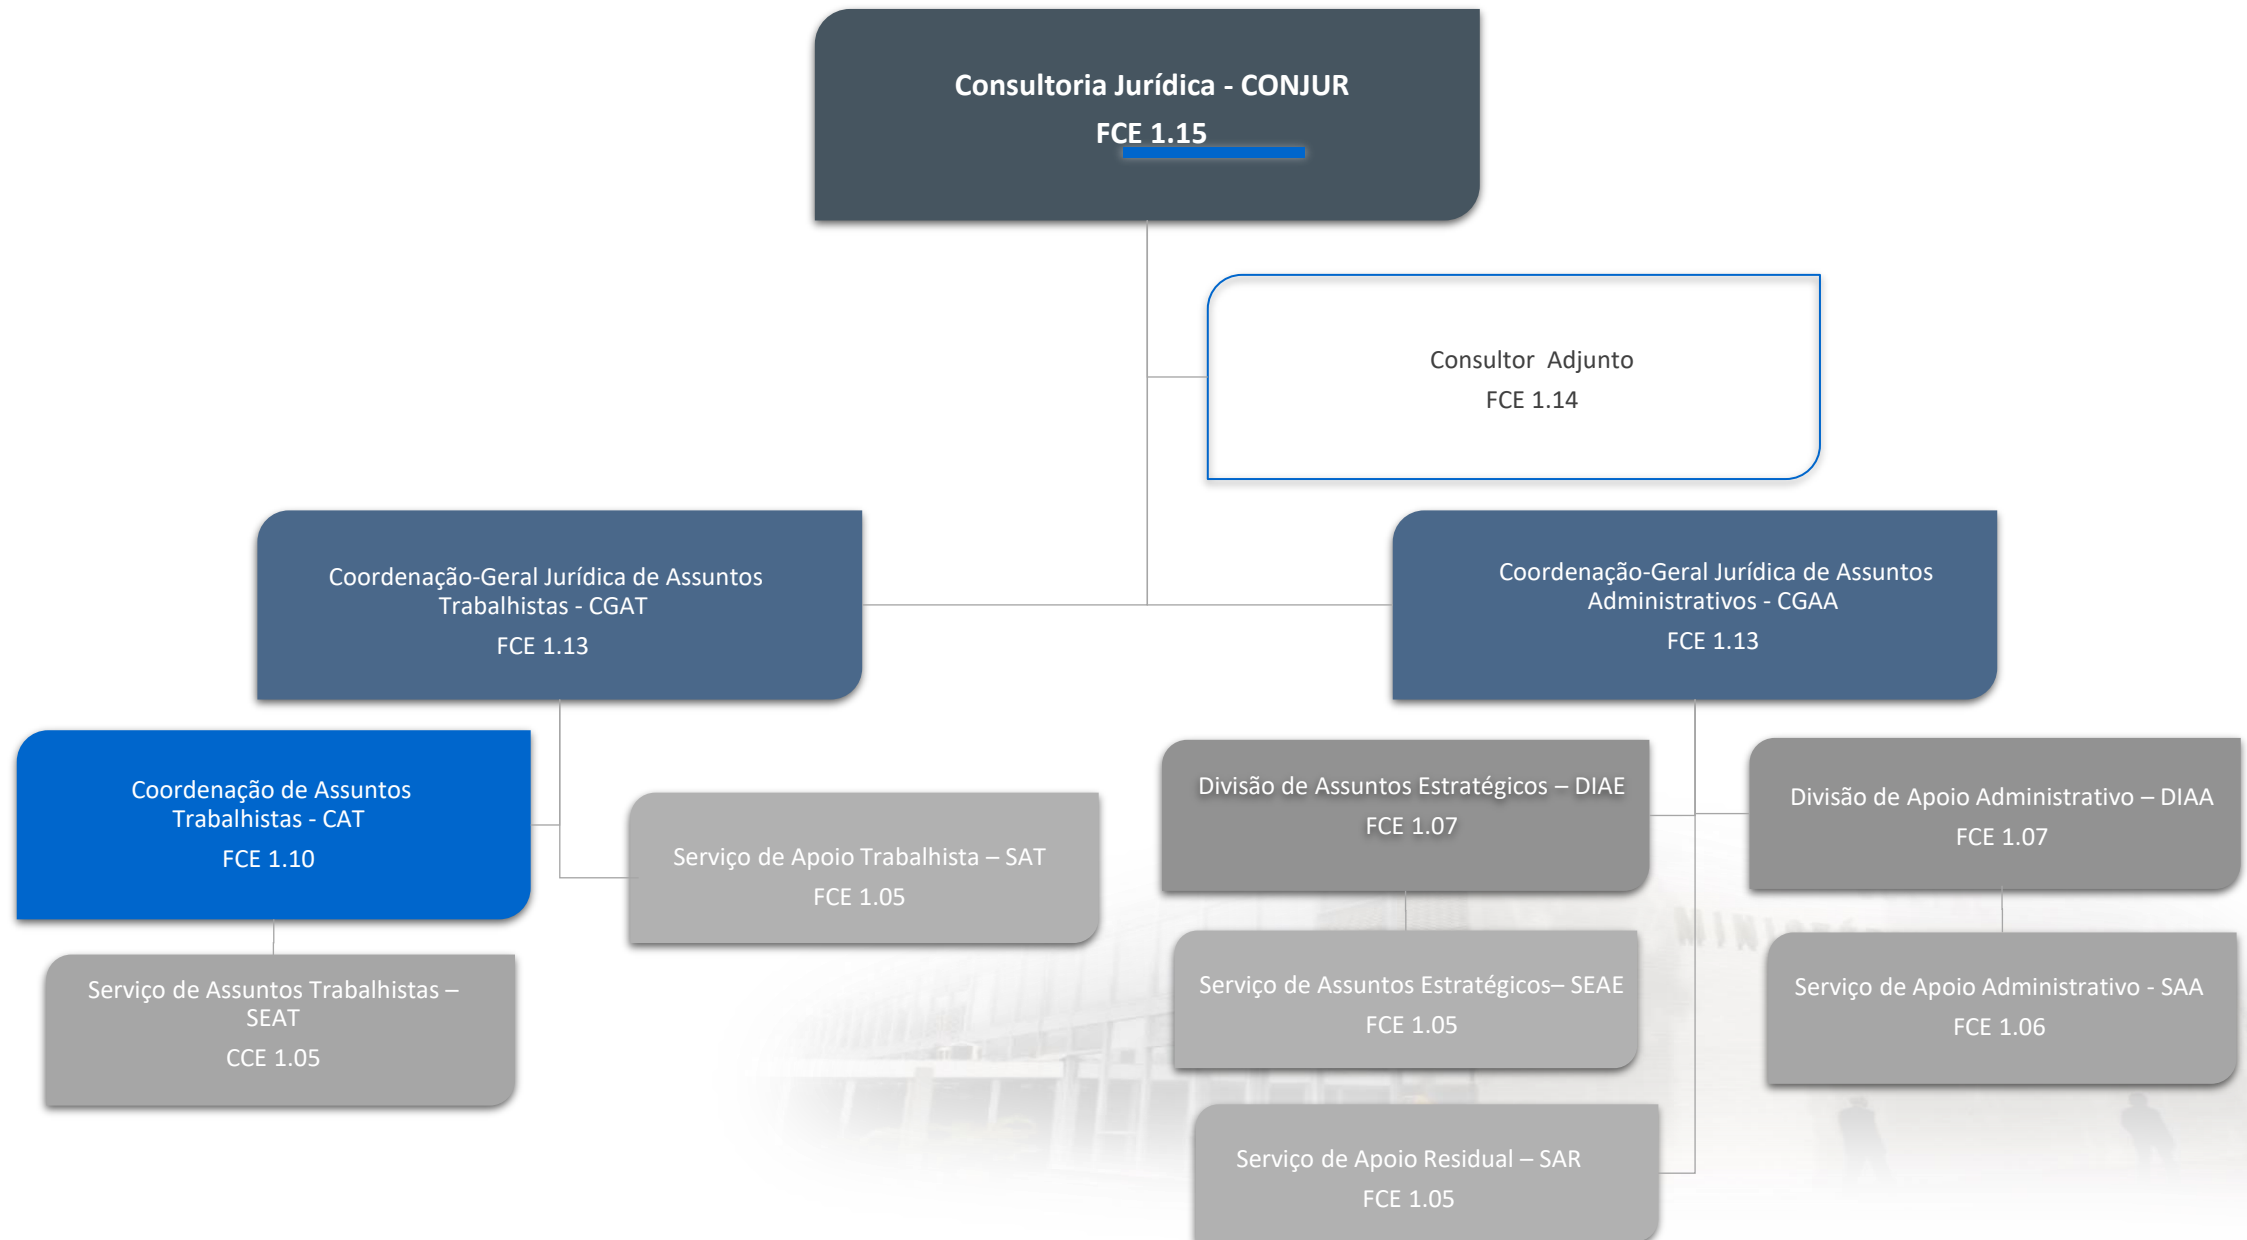 Consultoria Jurídica - CONJUR
FCE 1.15
Consultor  Adjunto
FCE 1.14
Coordenação-Geral Jurídica de Assuntos
Trabalhistas - CGAT
FCE 1.13
Coordenação-Geral Jurídica de Assuntos
Administrativos - CGAA
FCE 1.13
Coordenação de Assuntos
Trabalhistas - CAT
FCE 1.10
Serviço de Apoio Trabalhista – SAT
FCE 1.05
Serviço de Assuntos Trabalhistas –
SEAT
CCE 1.05
Divisão de Assuntos Estratégicos – DIAE
FCE 1.07
Divisão de Apoio Administrativo – DIAA
FCE 1.07
Serviço de Assuntos Estratégicos– SEAE
FCE 1.05
Serviço de Apoio Administrativo - SAA
FCE 1.06
Serviço de Apoio Residual – SAR
FCE 1.05